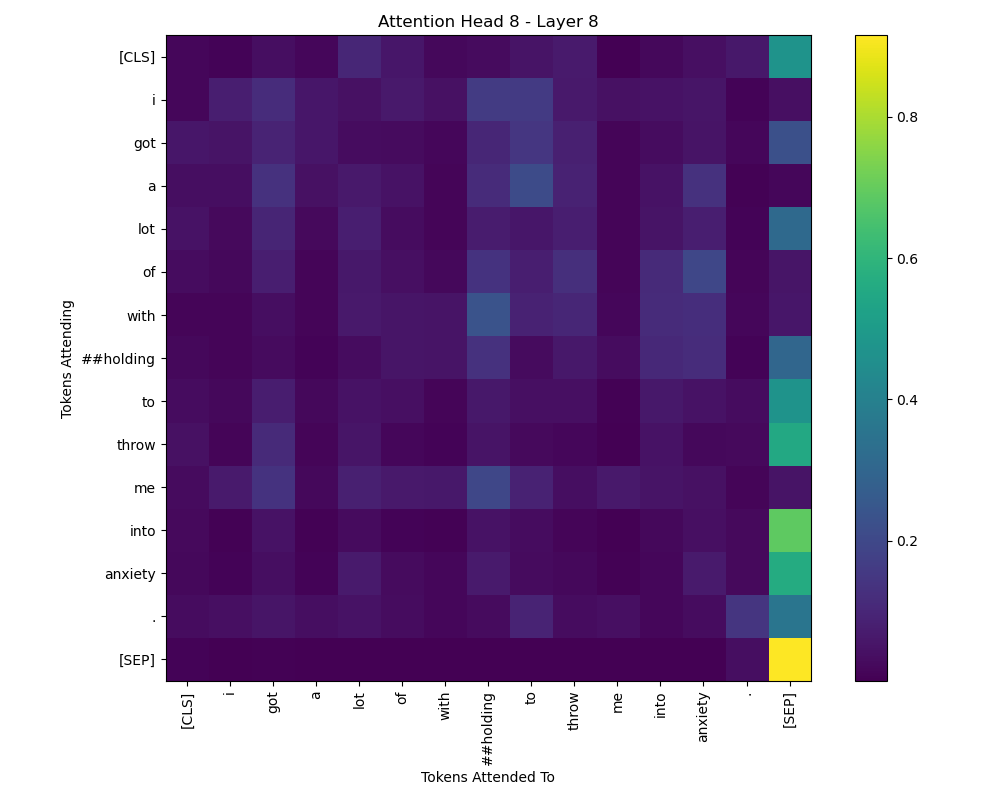 Attention Head 8 - Layer 8
Tokens Attending
[CLS]
i
got
a
lot
of
with
##holding
to
throw
me
into
anxiety
.
[SEP]
[CLS]
i
got
a
lot
of
with
##holding
to
throw
me
into
anxiety
.
[SEP]
Tokens Attended To
0.8
0.6
0.4
0.2